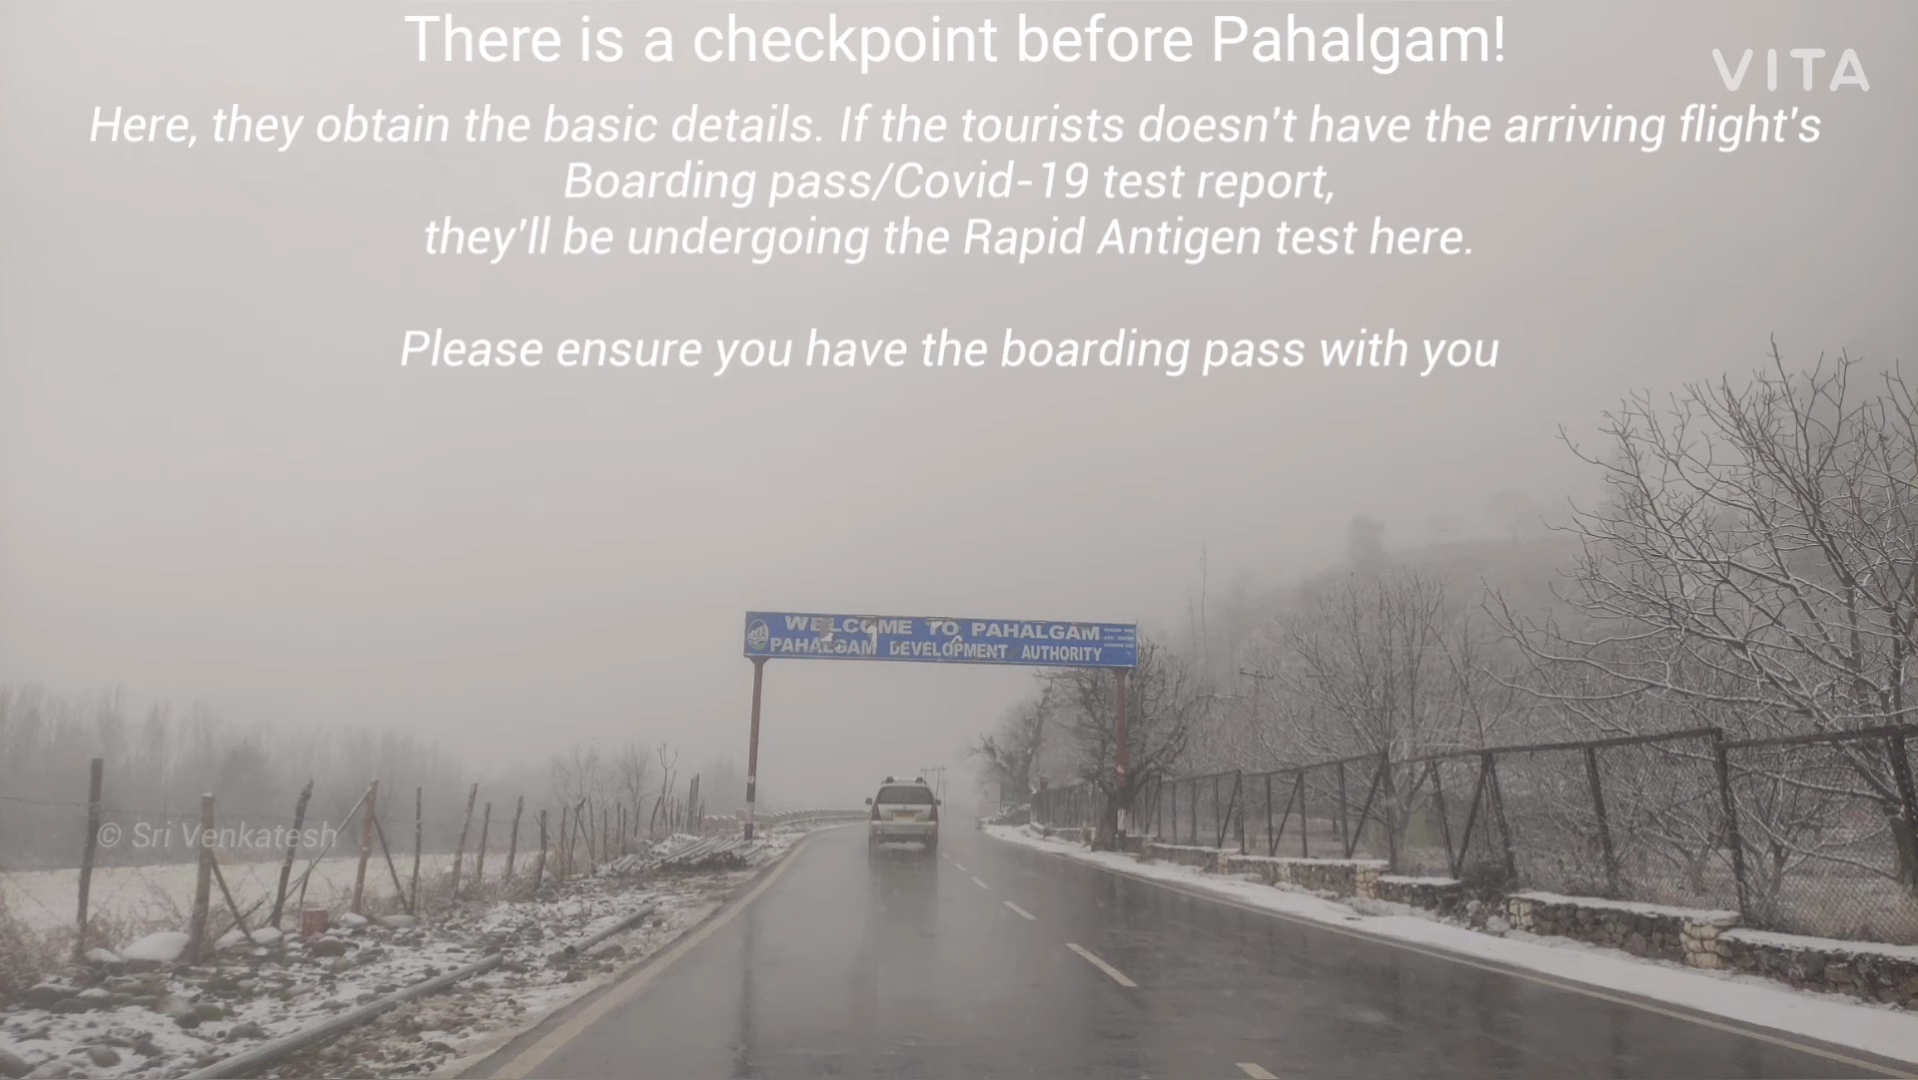 There is a checkpoint before Pahalgam!
VITA
Here, they obtain the basic details. If the tourists doesn't have the arriving flight's
Boarding pass/Covid-19 test report,
they'll be undergoing the Rapid Antigen test here.
Please ensure you have the boarding pass with you
WELCOME TO PAHALGAM
PAHALGAM DEVELOPMENT AUTHORITY
© Sri Venkatesh